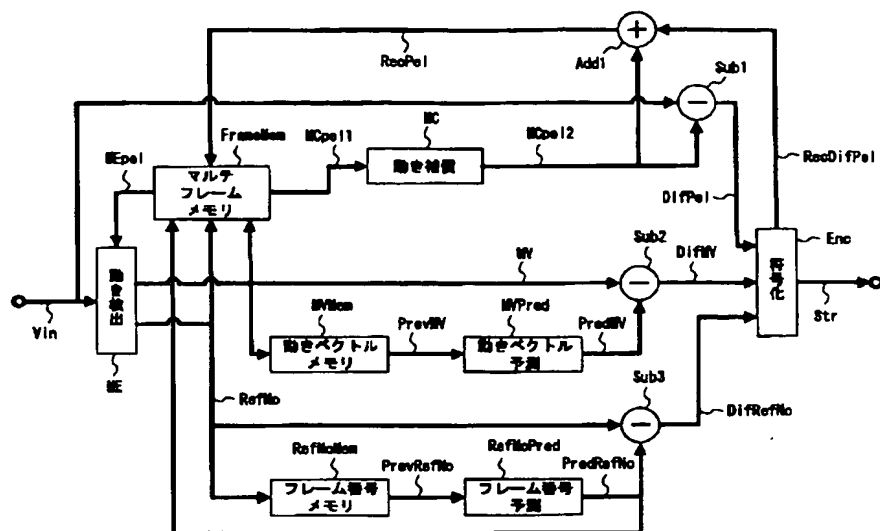 RecPel
Add1
Sub1
FrameMem
MCpel1
MC
MCpel2
MEpel
マルチ
フレーム
メモリ
動き補償
RecDifPel
DifPel
Enc
動き検出
MV
Sub2
DifMV
符号化
Vin
Str
MVMem
PrevMV
MVPred
PredMV
動きベクトル
メモリ
動きベクトル
予測
ME
RefNo
Sub3
DifRefNo
RefNoMem
PrevRefNo
RefNoPred
PredRefNo
フレーム番号
メモリ
フレーム番号
予測